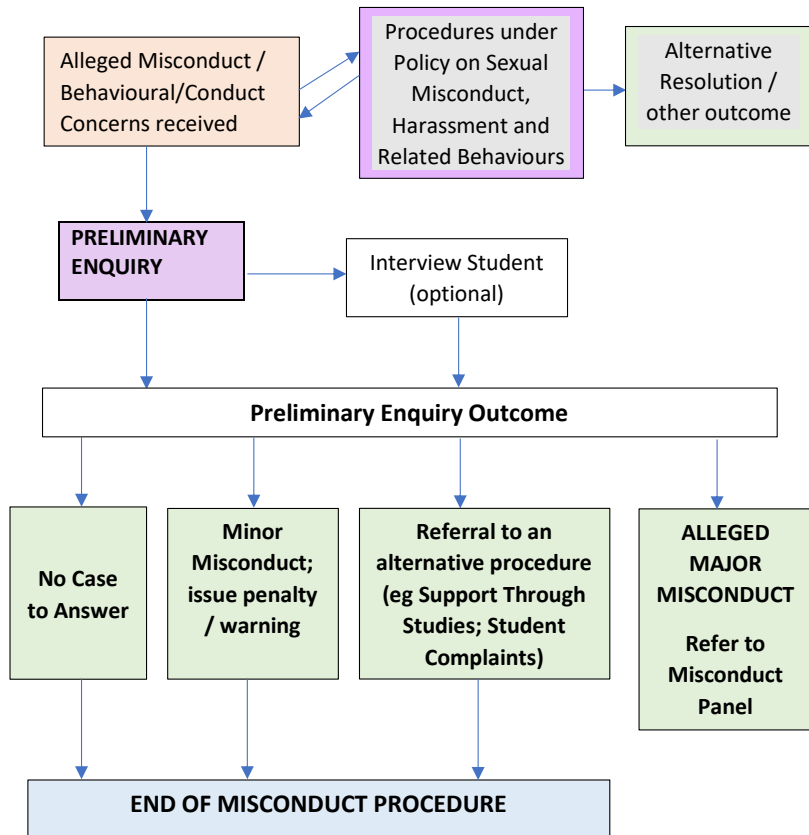 Alleged Misconduct /
Behavioural/Conduct
Concerns received
Procedures under
Policy on Sexual
Misconduct,
Harassment and
Related Behaviours
Alternative
Resolution /
other outcome
PRELIMINARY
ENQUIRY
Interview Student
(optional)
Preliminary Enquiry Outcome
No Case
to Answer
Minor
Misconduct;
issue penalty
/ warning
Referral to an
alternative procedure
(eg Support Through
Studies; Student
Complaints)
ALLEGED
MAJOR
MISCONDUCT
Refer to
Misconduct
Panel
END OF MISCONDUCT PROCEDURE